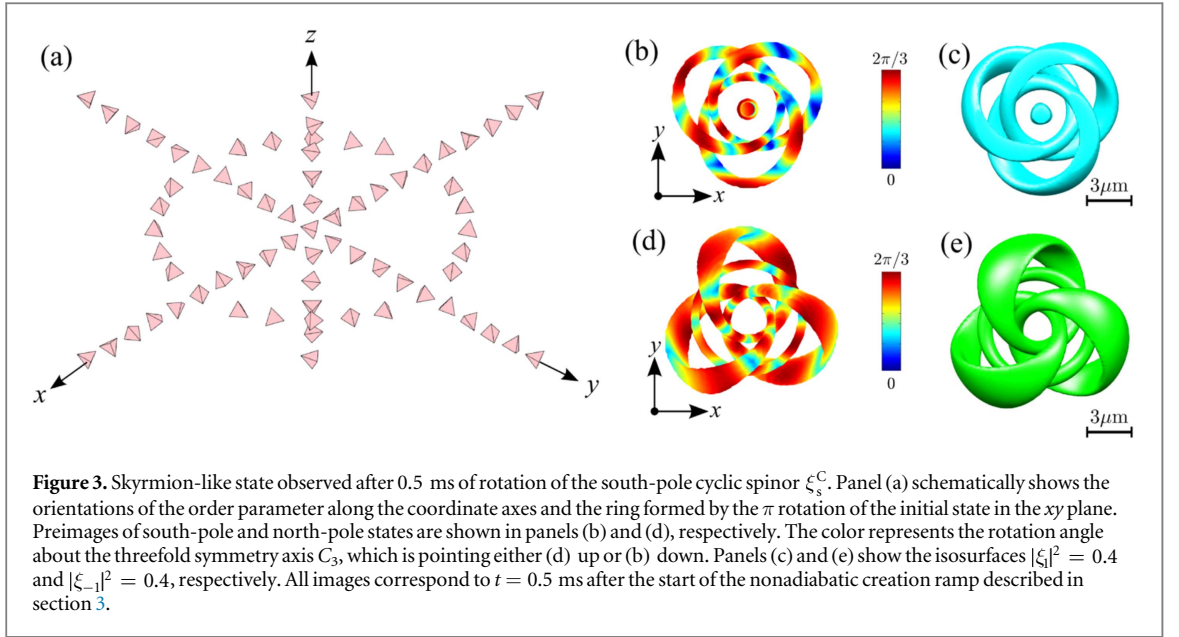 (a)
z
x
y
(b)
2π/3
0
y
x
(c)
3μm
(d)
2π/3
0
y
x
(e)
3μm
Figure 3. Skyrmion-like state observed after 0.5 ms of rotation of the south-pole cyclic spinor ξ_s^C. Panel (a) schematically shows the
orientations of the order parameter along the coordinate axes and the ring formed by the π rotation of the initial state in the xy plane.
Preimages of south-pole and north-pole states are shown in panels (b) and (d), respectively. The color represents the rotation angle
about the threefold symmetry axis C₃, which is pointing either (d) up or (b) down. Panels (c) and (e) show the isosurfaces |ξ₁|² = 0.4
and |ξ₋₁|² = 0.4, respectively. All images correspond to t = 0.5 ms after the start of the nonadiabatic creation ramp described in
section 3.